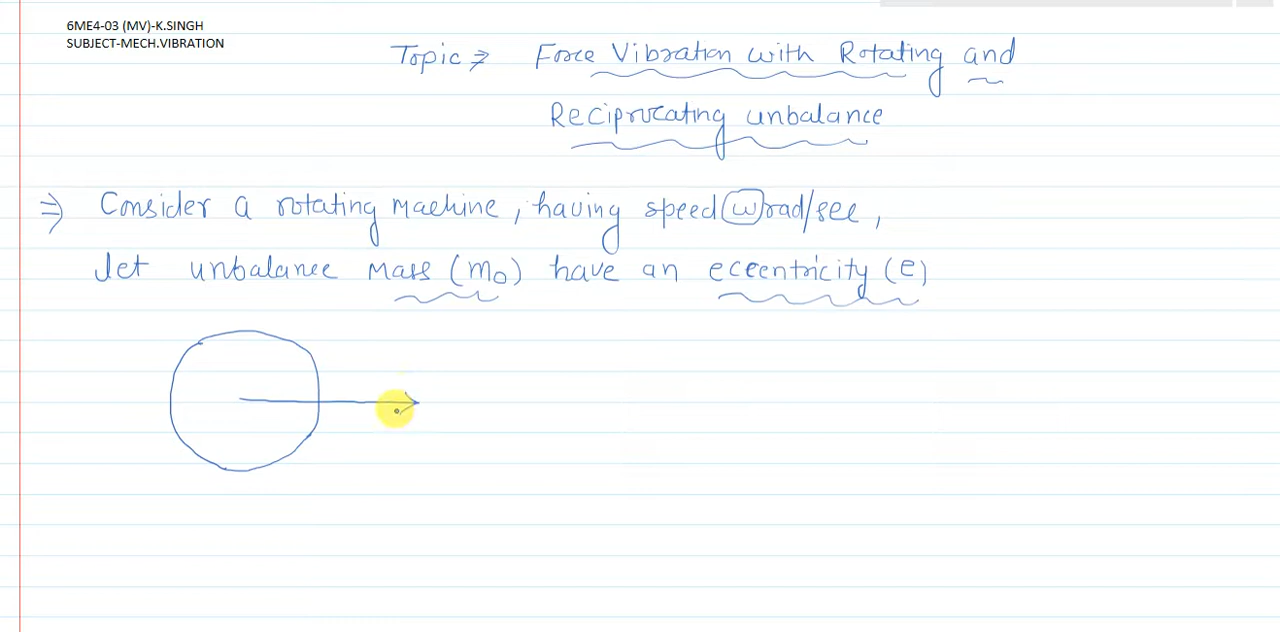 6ME4-03 (MV)-K.SINGH
SUBJECT-MECH.VIBRATION
Topic ⇒ Force Vibration with Rotating and
Reciprocating unbalance
⇒ Consider a rotating machine, having speed ω rad/sec,
let unbalance mass (m₀) have an eccentricity (e)